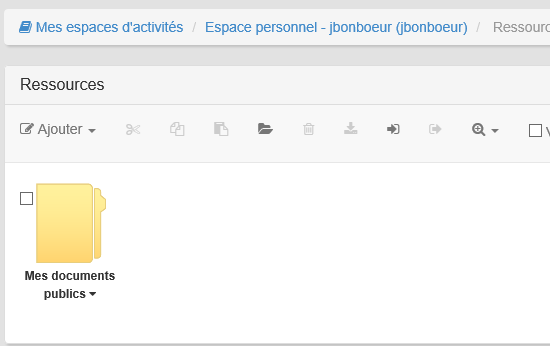 Mes espaces d'activités / Espace personnel - jbonboeur (jbonboeur) /
Ressources
Ajouter
Mes documents
publics